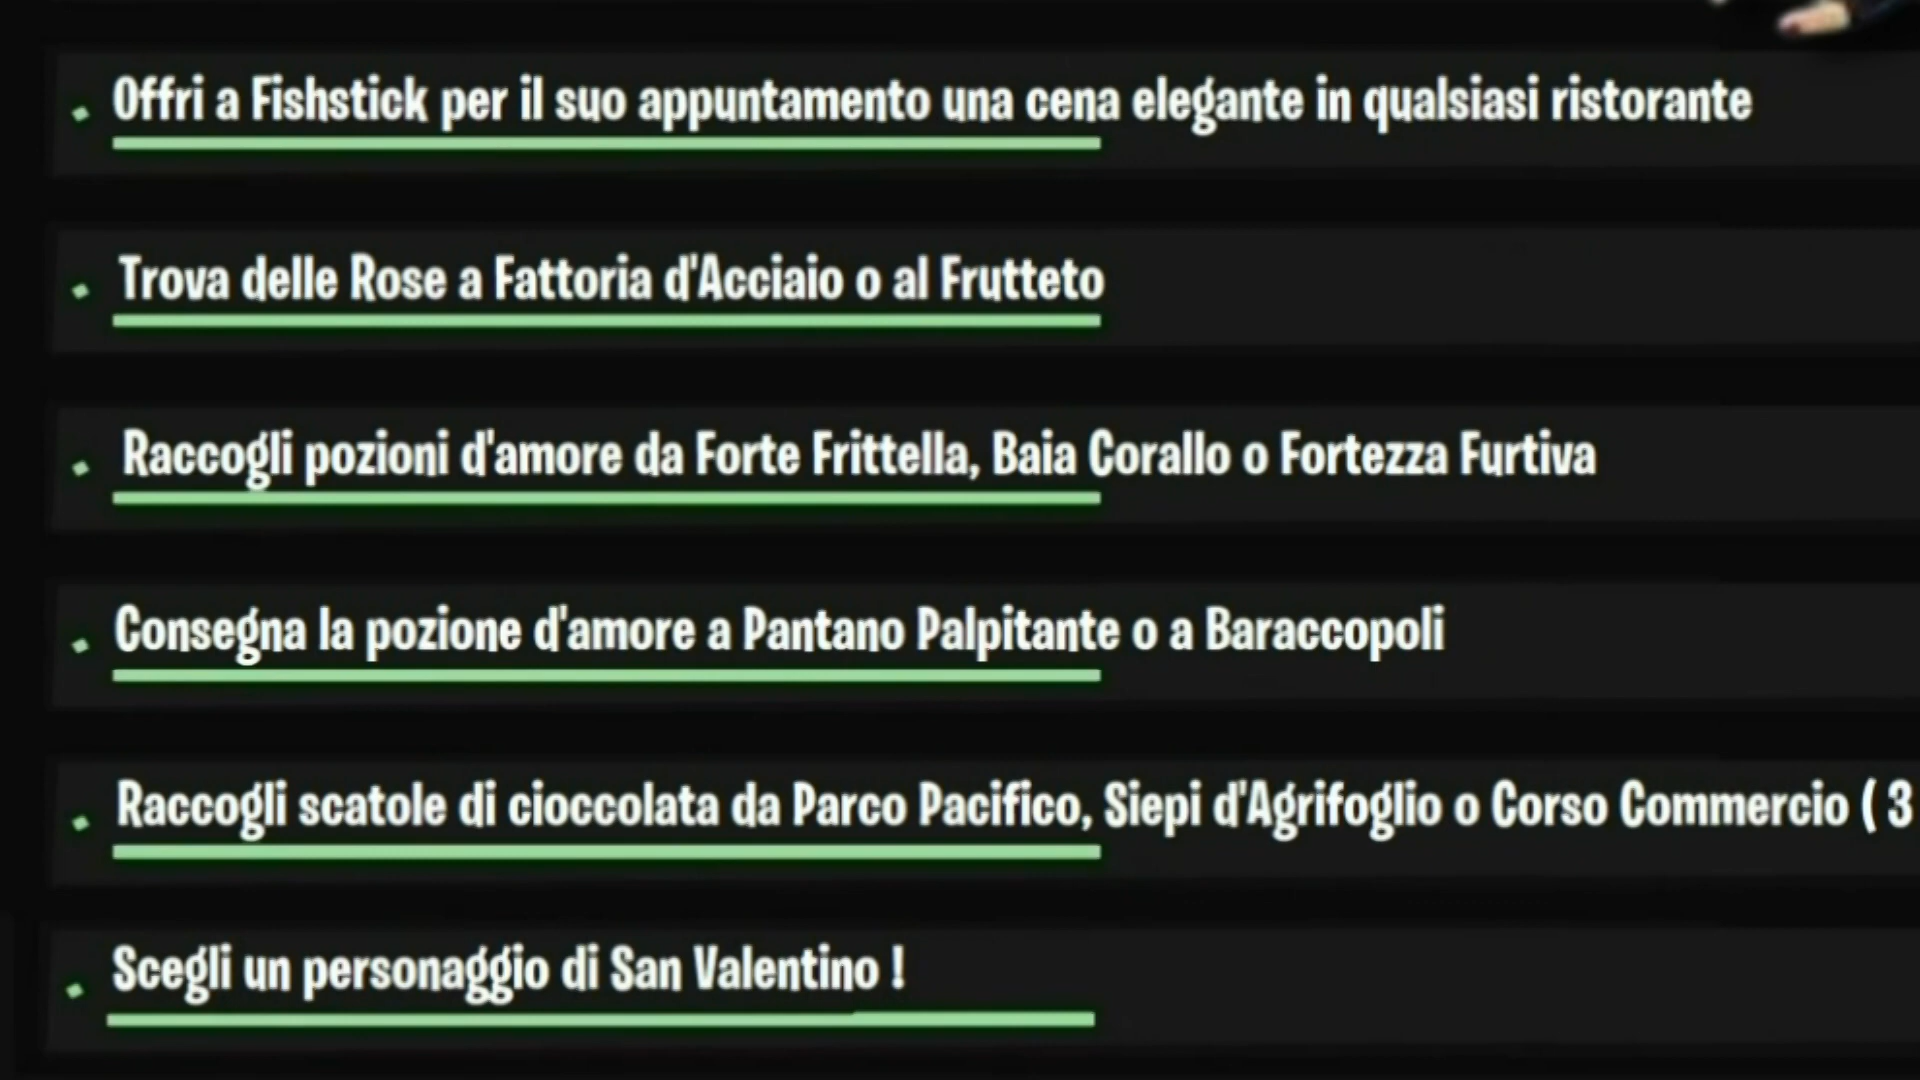 Offri a Fishstick per il suo appuntamento una cena elegante in qualsiasi ristorante
Trova delle Rose a Fattoria d'Acciaio o al Frutteto
Raccogli pozioni d'amore da Forte Frittella, Baia Corallo o Fortezza Furtiva
Consegna la pozione d'amore a Pantano Palpitante o a Baraccopoli
Raccogli scatole di cioccolata da Parco Pacifico, Siepi d'Agrifoglio o Corso Commercio ( 3
Scegli un personaggio di San Valentino !